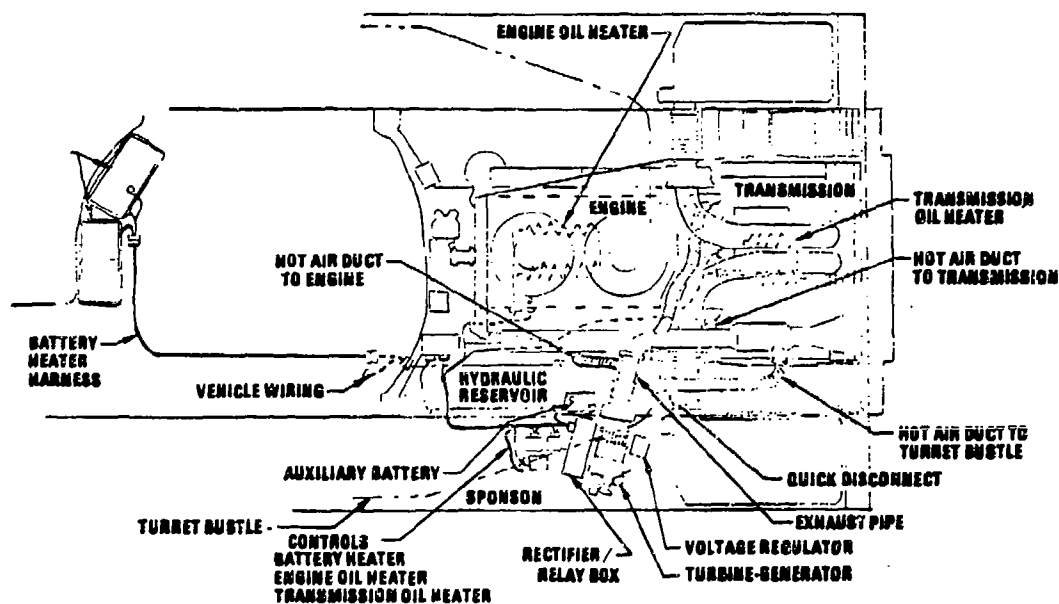 ENGINE OIL HEATER
TRANSMISSION
TRANSMISSION
OIL HEATER
ENGINE
HOT AIR DUCT
TO ENGINE
HOT AIR DUCT
TO TRANSMISSION
BATTERY
HEATER
HARNESS
VEHICLE WIRING
HYDRAULIC
RESERVOIR
HOT AIR DUCT TO
TURRET BUSTLE
AUXILIARY BATTERY
QUICK DISCONNECT
SPONSON
EXHAUST PIPE
TURRET BUSTLE
CONTROLS
BATTERY HEATER
ENGINE OIL HEATER
TRANSMISSION OIL HEATER
RECTIFIER/
RELAY BOX
VOLTAGE REGULATOR
TURBINE-GENERATOR